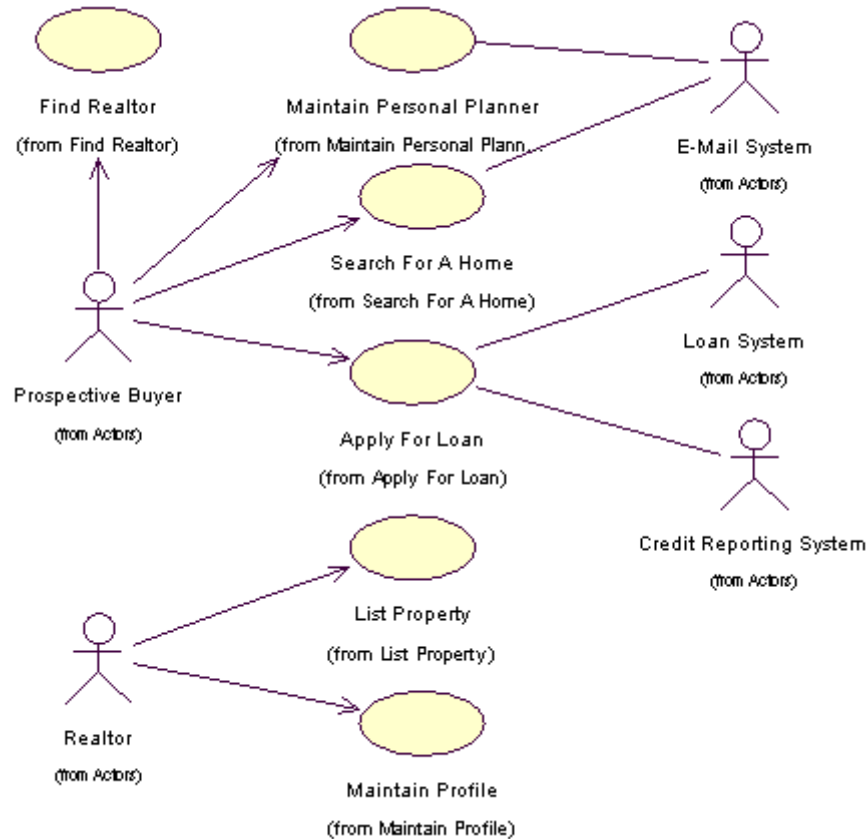 Find Realtor
(from Find Realtor)
Maintain Personal Planner
(from Maintain Personal Plann.
E-Mail System
(from Actors)
Search For A Home
(from Search For A Home)
Loan System
(from Actors)
Prospective Buyer
(from Actors)
Apply For Loan
(from Apply For Loan)
Credit Reporting System
(from Actors)
List Property
(from List Property)
Realtor
(from Actors)
Maintain Profile
(from Maintain Profile)